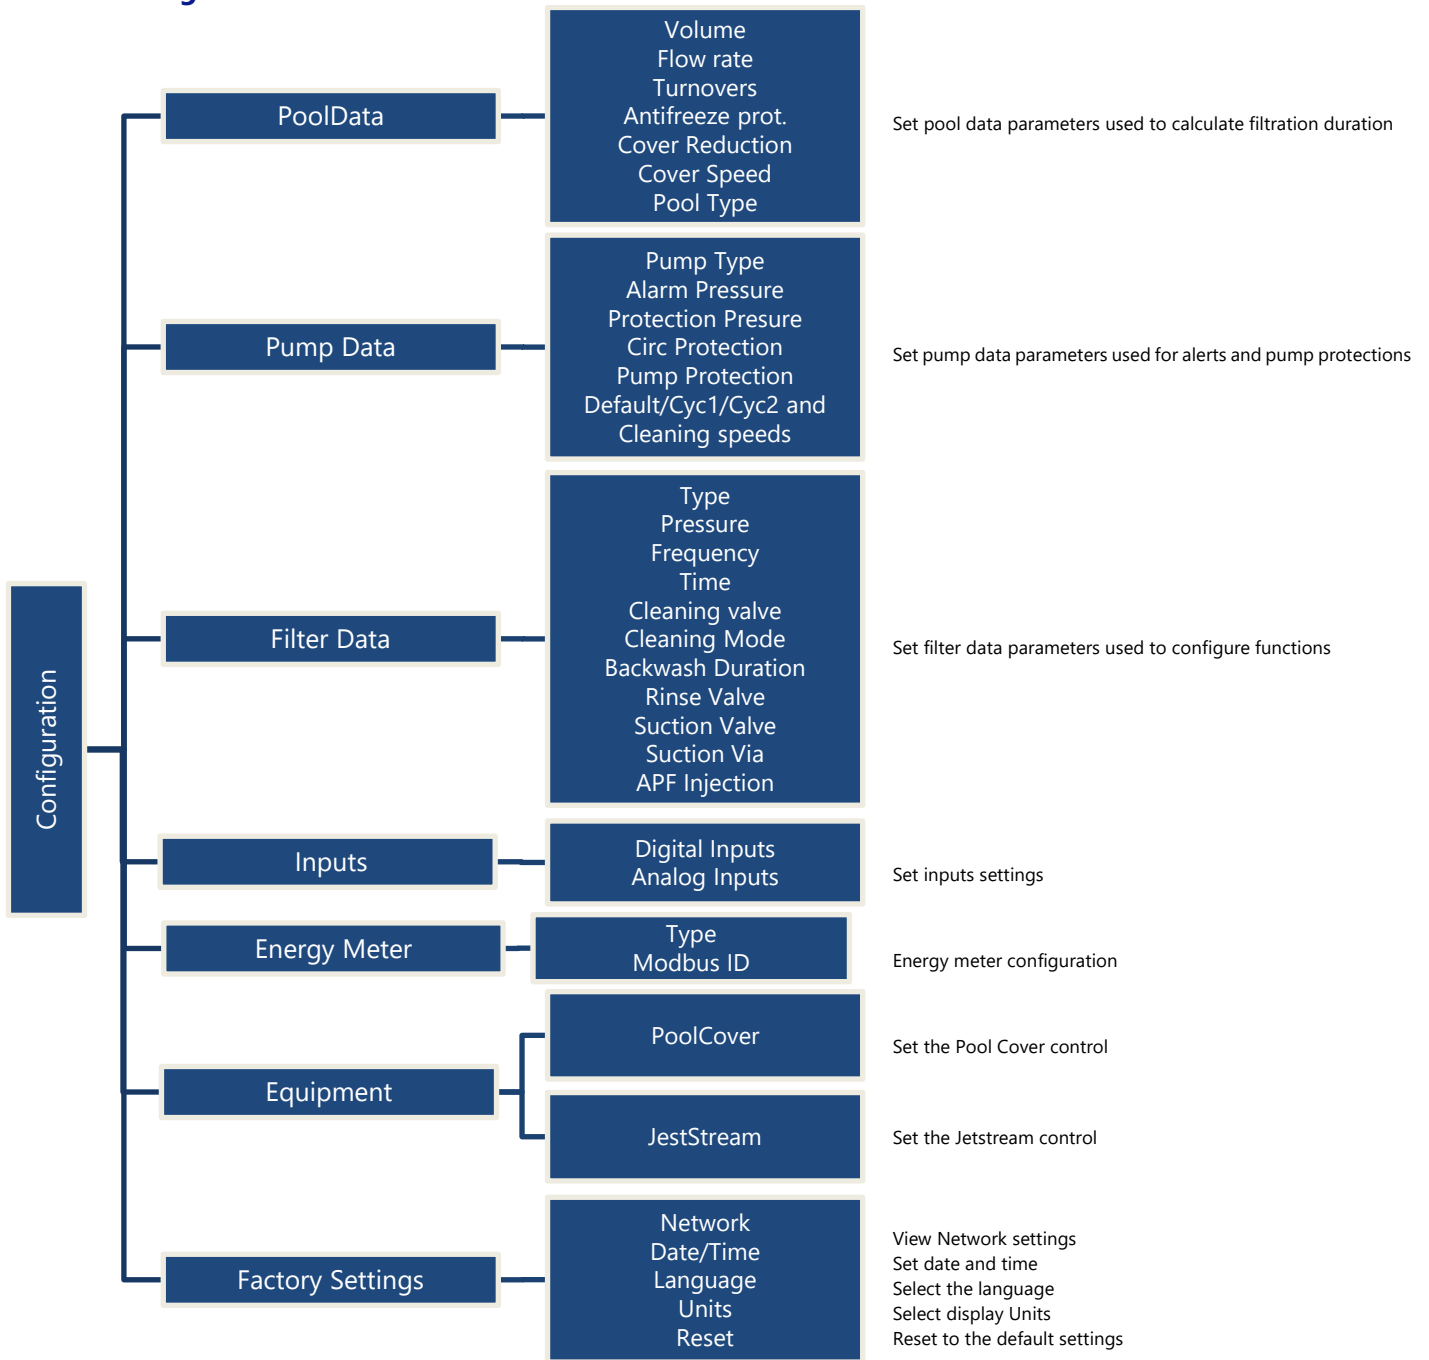 PoolData
Volume
Flow rate
Turnovers
Antifreeze prot.
Cover Reduction
Cover Speed
Pool Type
Set pool data parameters used to calculate filtration duration
Pump Data
Pump Type
Alarm Pressure
Protection Presure
Circ Protection
Pump Protection
Default/Cyc1/Cyc2 and
Cleaning speeds
Set pump data parameters used for alerts and pump protections
Configuration
Filter Data
Type
Pressure
Frequency
Time
Cleaning valve
Cleaning Mode
Backwash Duration
Rinse Valve
Suction Valve
Suction Via
APF Injection
Set filter data parameters used to configure functions
Inputs
Digital Inputs
Analog Inputs
Set inputs settings
Energy Meter
Type
Modbus ID
Energy meter configuration
Equipment
PoolCover
Set the Pool Cover control
JestStream
Set the Jetstream control
Factory Settings
Network
Date/Time
Language
Units
Reset
View Network settings
Set date and time
Select the language
Select display Units
Reset to the default settings